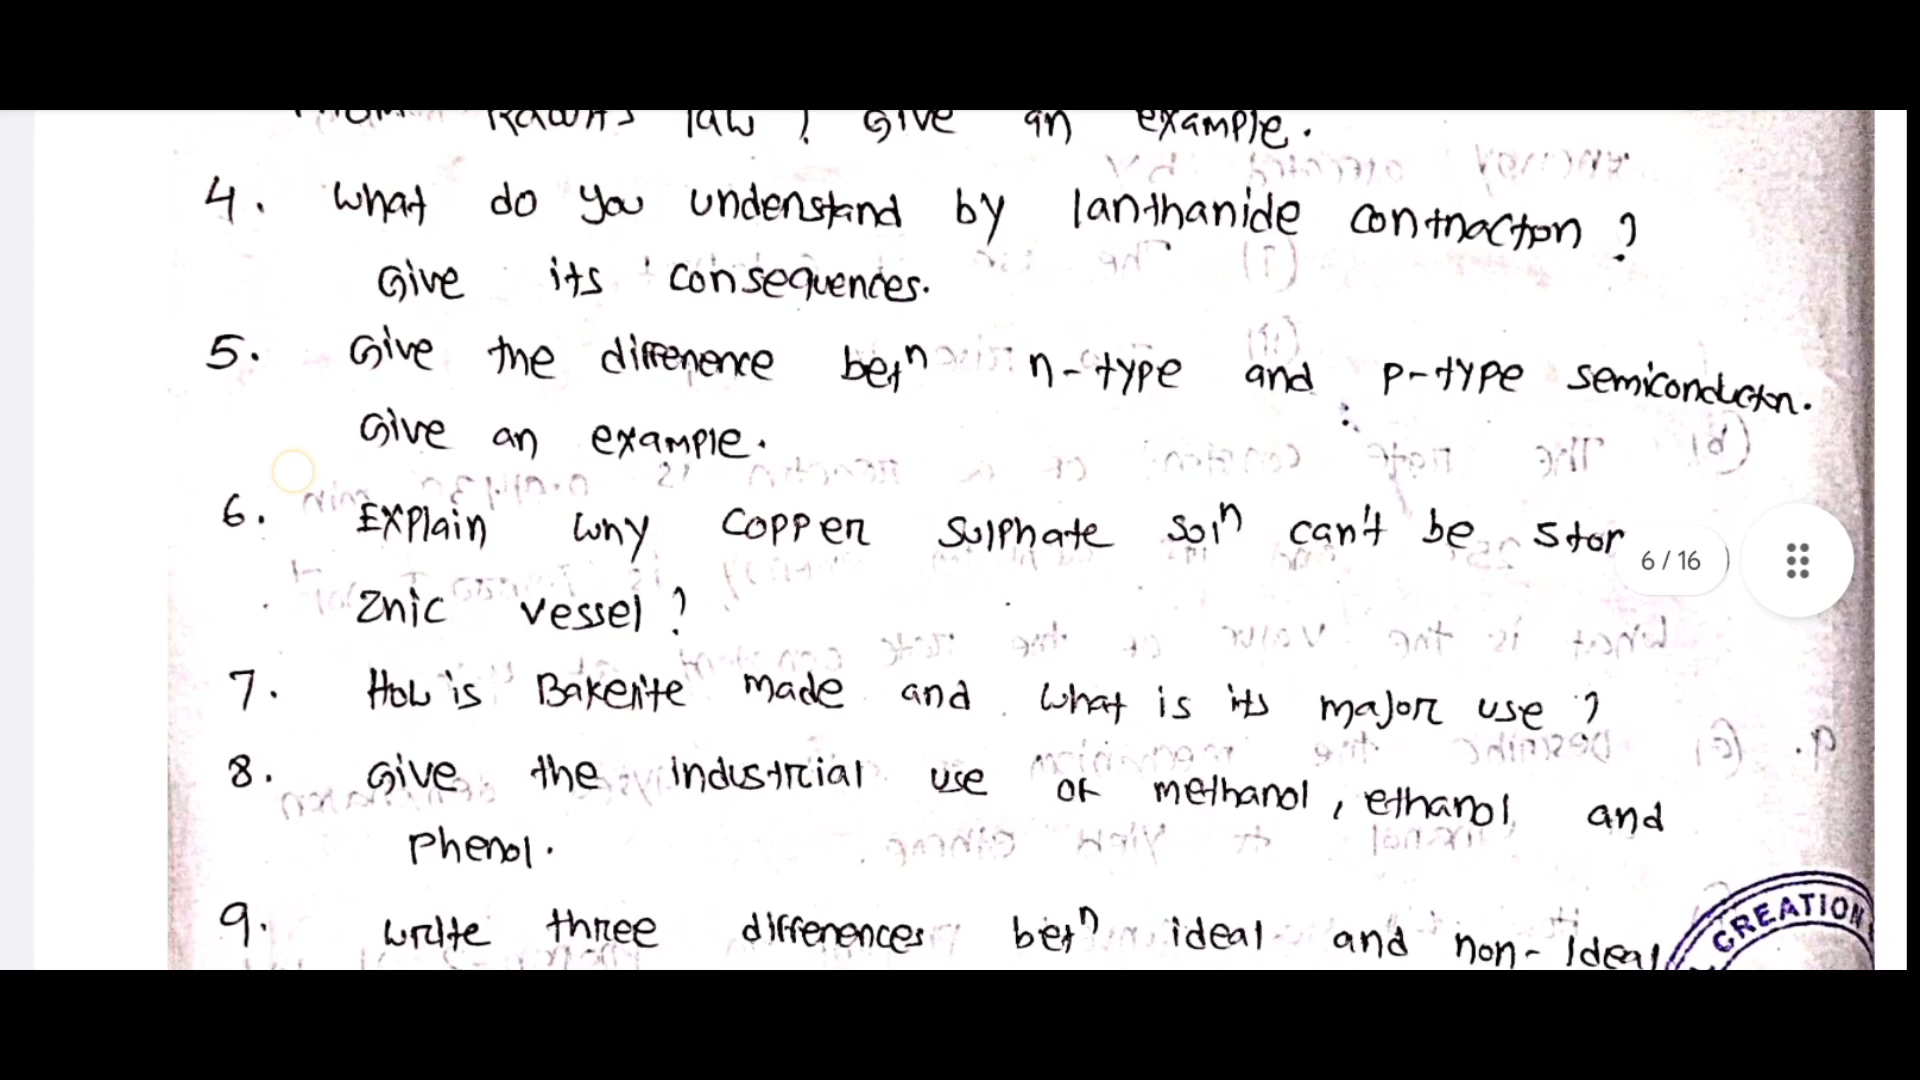 Raoult's law ? Give an example.
4. What do you understand by lanthanide contraction ?
Give its consequences.
5. Give the difference betn n-type and p-type semiconductor.
Give an example.
6. Explain why copper sulphate soln can't be stor
Znic vessel ?
6 / 16
7. How is Bakelite made and what is its major use ?
8. Give the industrial use of methanol, ethanol and
Phenol.
9. Write three differences betn ideal and non-Ideal
CREATION